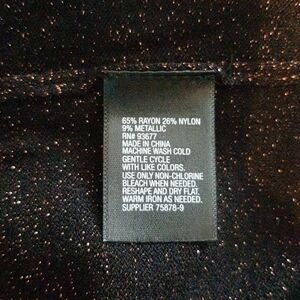 65% RAYON 26% NYLON
9% METALLIC
RN# 93677
MADE IN CHINA
MACHINE WASH COLD
GENTLE CYCLE
WITH LIKE COLORS.
USE ONLY NON-CHLORINE
BLEACH WHEN NEEDED.
RESHAPE AND DRY FLAT.
WARM IRON AS NEEDED.
SUPPLIER 75878-9